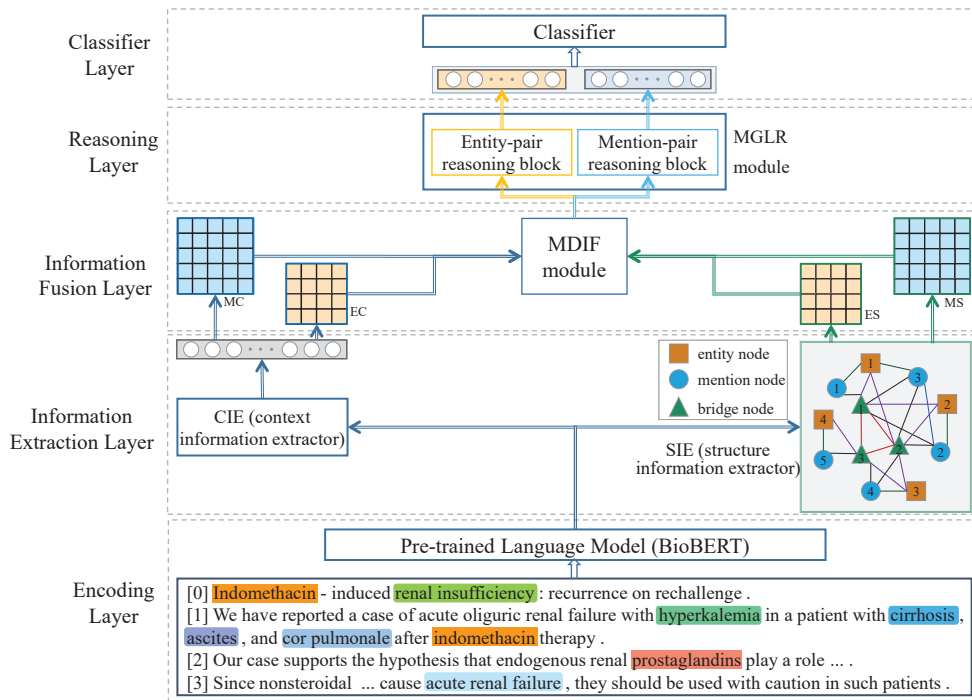 Classifier
Layer
Classifier
Reasoning
Layer
Entity-pair
reasoning block
Mention-pair
reasoning block
MGLR
module
Information
Fusion Layer
MC
EC
MDIF
module
ES
MS
Information
Extraction Layer
CIE (context
information extractor)
entity node
mention node
bridge node
SIE (structure
information extractor)
1
3
1
1
2
4
2
2
5
3
4
3
Encoding
Layer
Pre-trained Language Model (BioBERT)
[0] Indomethacin - induced renal insufficiency : recurrence on rechallenge .
[1] We have reported a case of acute oliguric renal failure with hyperkalemia in a patient with cirrhosis ,
ascites , and cor pulmonale after indomethacin therapy .
[2] Our case supports the hypothesis that endogenous renal prostaglandins play a role ... .
[3] Since nonsteroidal ... cause acute renal failure , they should be used with caution in such patients .